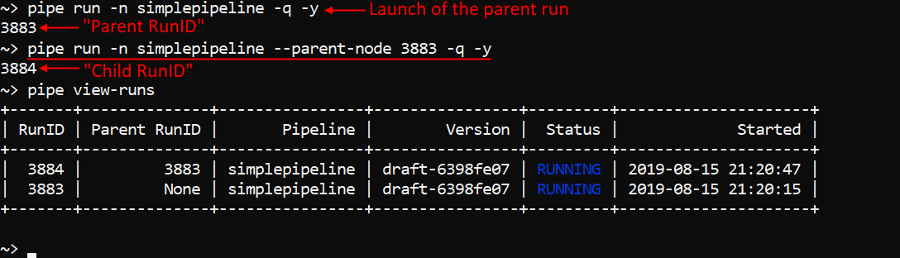 ~> pipe run -n simplepipeline -q -y Launch of the parent run
3883 "Parent RunID"
~> pipe run -n simplepipeline --parent-node 3883 -q -y
3884 "Child RunID"
~> pipe view-runs
+-------+---------------+----------------+----------------+---------+---------------------+
| RunID | Parent RunID | Pipeline | Version | Status | Started |
+-------+---------------+----------------+----------------+---------+---------------------+
| 3884 | 3883 | simplepipeline | draft-6398fe07 | RUNNING | 2019-08-15 21:20:47 |
| 3883 | None | simplepipeline | draft-6398fe07 | RUNNING | 2019-08-15 21:20:15 |
+-------+---------------+----------------+----------------+---------+---------------------+
~>